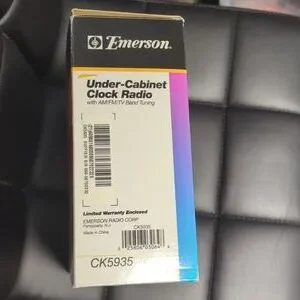 Emerson.
Under-Cabinet
Clock Radio
with AM/FM/TV Band Tuning
Limited Warranty Enclosed
EMERSON RADIO CORP.
Parsippany, N.J.
Made in China
CK5935
CK5935